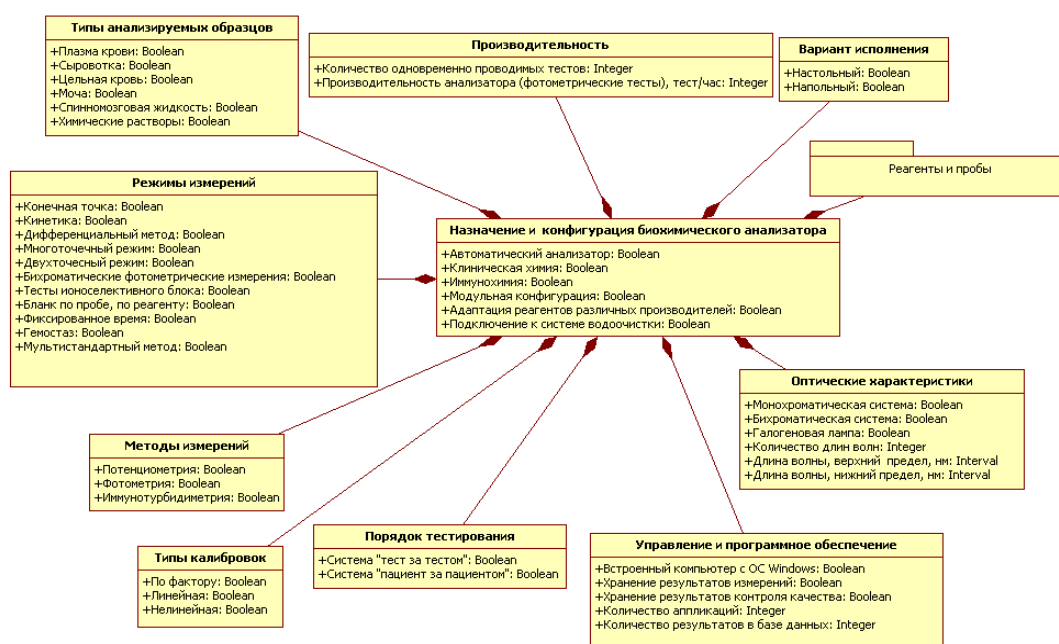 Типы анализируемых образцов
+Плазма крови: Boolean
+Сыровотка: Boolean
+Цельная кровь: Boolean
+Моча: Boolean
+Спинномозговая жидкость: Boolean
+Химические растворы: Boolean
Производительность
+Количество одновременно проводимых тестов: Integer
+Производительность анализатора (фотометрические тесты), тест/час: Integer
Вариант исполнения
+Настольный: Boolean
+Напольный: Boolean
Реагенты и пробы
Режимы измерений
+Конечная точка: Boolean
+Кинетика: Boolean
+Дифференциальный метод: Boolean
+Многоточечный режим: Boolean
+Двухточесный режим: Boolean
+Бихроматические фотометрические измерения: Boolean
+Тесты ионоселективного блока: Boolean
+Бланк по пробе, по реагенту: Boolean
+Фиксированное время: Boolean
+Гемостаз: Boolean
+Мультистандартный метод: Boolean
Назначение и конфигурация биохимического анализатора
+Автоматический анализатор: Boolean
+Клиническая химия: Boolean
+Иммунохимия: Boolean
+Модульная конфигурация: Boolean
+Адаптация реагентов различных производителей: Boolean
+Подключение к системе водоочистки: Boolean
Оптические характеристики
+Монохроматическая система: Boolean
+Бихроматическая система: Boolean
+Галогеновая лампа: Boolean
+Количество длин волн: Integer
+Длина волны, верхний предел, нм: Interval
+Длина волны, нижний предел, нм: Interval
Методы измерений
+Потенциометрия: Boolean
+Фотометрия: Boolean
+Иммунотурбидиметрия: Boolean
Типы калибровок
+По фактору: Boolean
+Линейная: Boolean
+Нелинейная: Boolean
Порядок тестирования
+Система "тест за тестом": Boolean
+Система "пациент за пациентом": Boolean
Управление и программное обеспечение
+Встроенный компьютер с ОС Windows: Boolean
+Хранение результатов измерений: Boolean
+Хранение результатов контроля качества: Boolean
+Количество аппликаций: Integer
+Количество результатов в базе данных: Integer